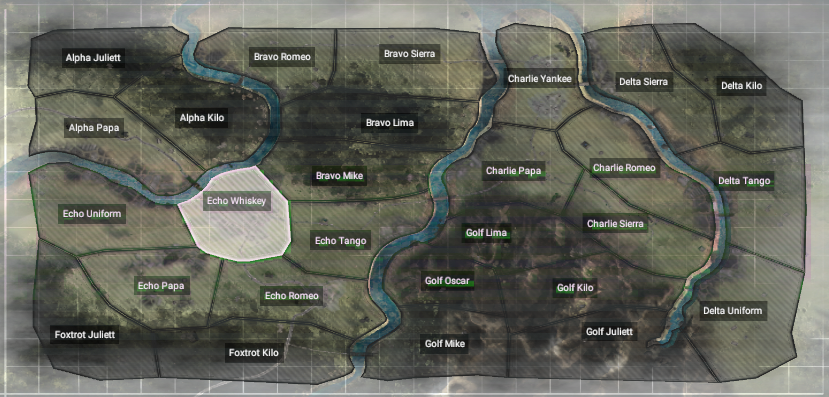 Alpha Juliett
Bravo Romeo
Bravo Sierra
Charlie Yankee
Delta Sierra
Delta Kilo
Alpha Papa
Alpha Kilo
Bravo Lima
Bravo Mike
Charlie Papa
Charlie Romeo
Delta Tango
Echo Uniform
Echo Whiskey
Echo Tango
Golf Lima
Charlie Sierra
Echo Papa
Echo Romeo
Golf Oscar
Golf Kilo
Delta Uniform
Foxtrot Juliett
Foxtrot Kilo
Golf Mike
Golf Juliett